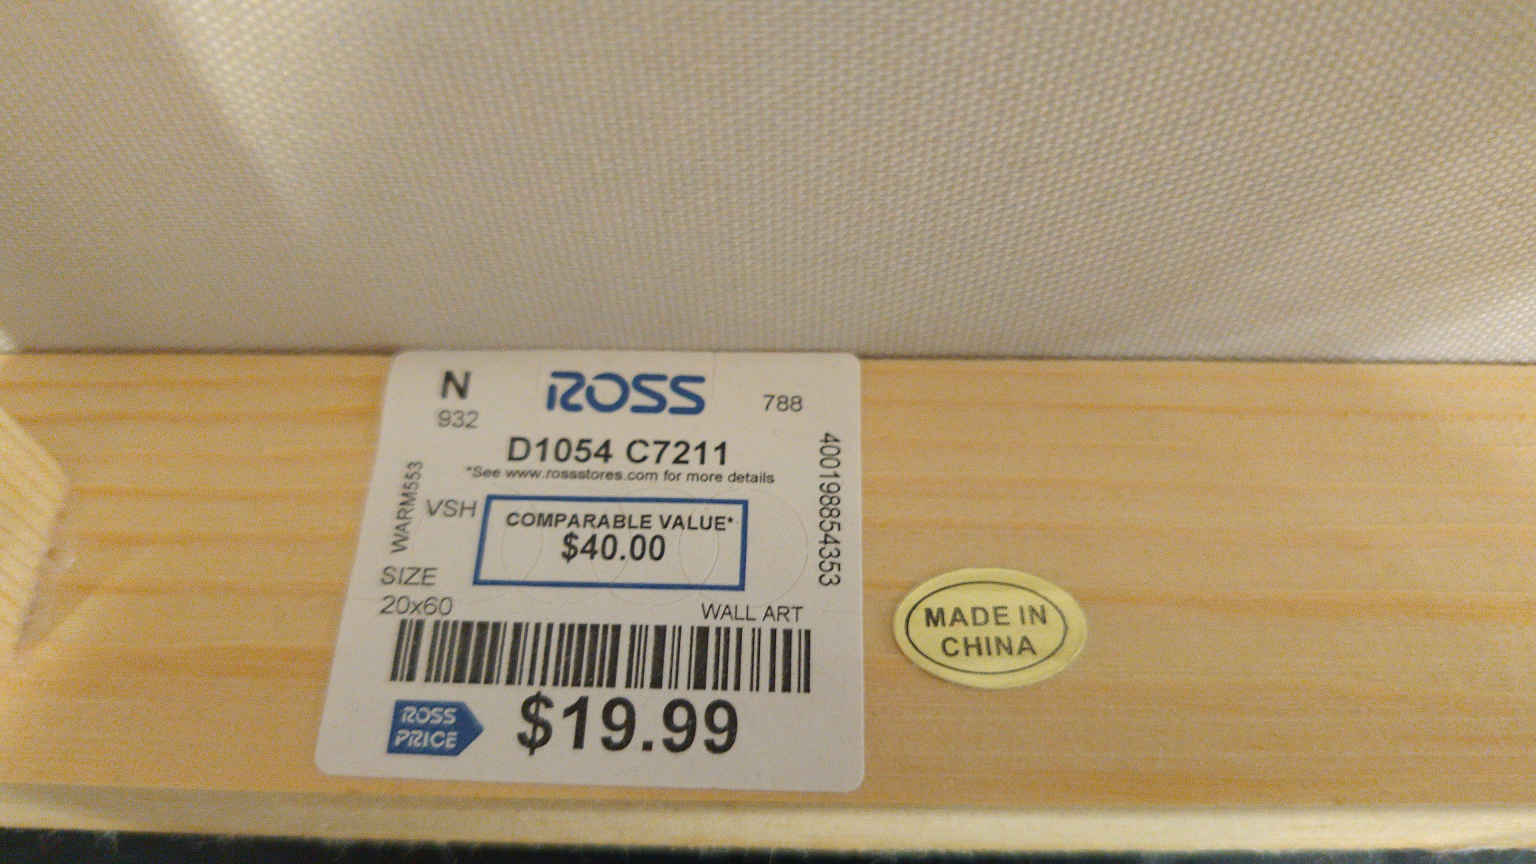 N
ROSS
788
932
D1054 C7211
*See www.rossstores.com for more details
400198854353
WARM553
VSH
COMPARABLE VALUE*
$40.00
SIZE
20x60
WALL ART
ROSS
PRICE
$19.99
MADE IN
CHINA